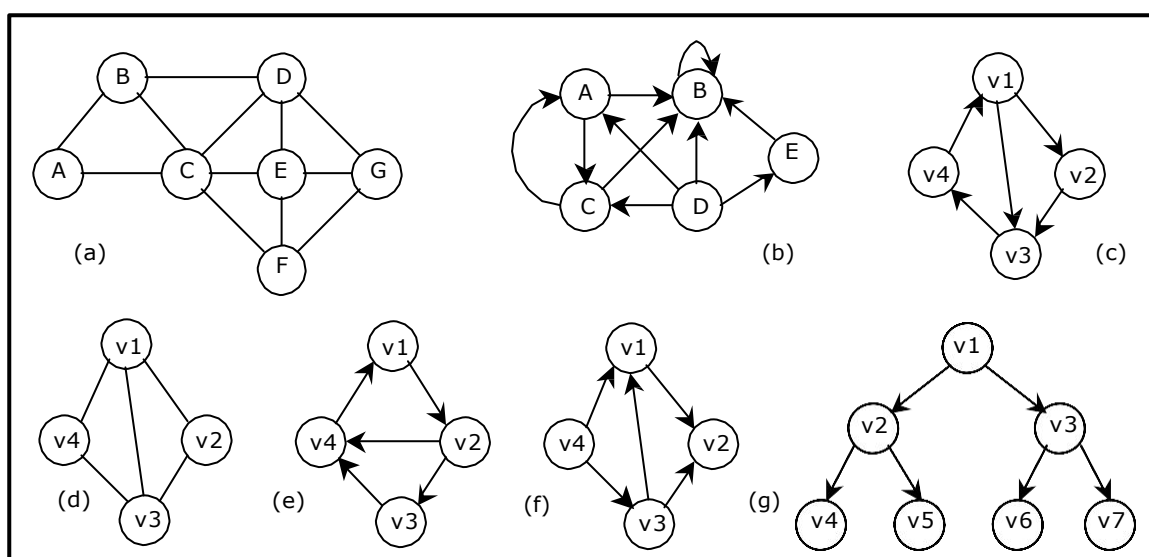 B D
A C E G
F
(a)
A B
E
C D
(b)
v1
v4 v2
v3
(c)
v1
v4 v2
v3
(d)
v1
v4 v2
v3
(e)
v1
v4 v2
v3
(f)
v1
v2 v3
v4 v5 v6 v7
(g)